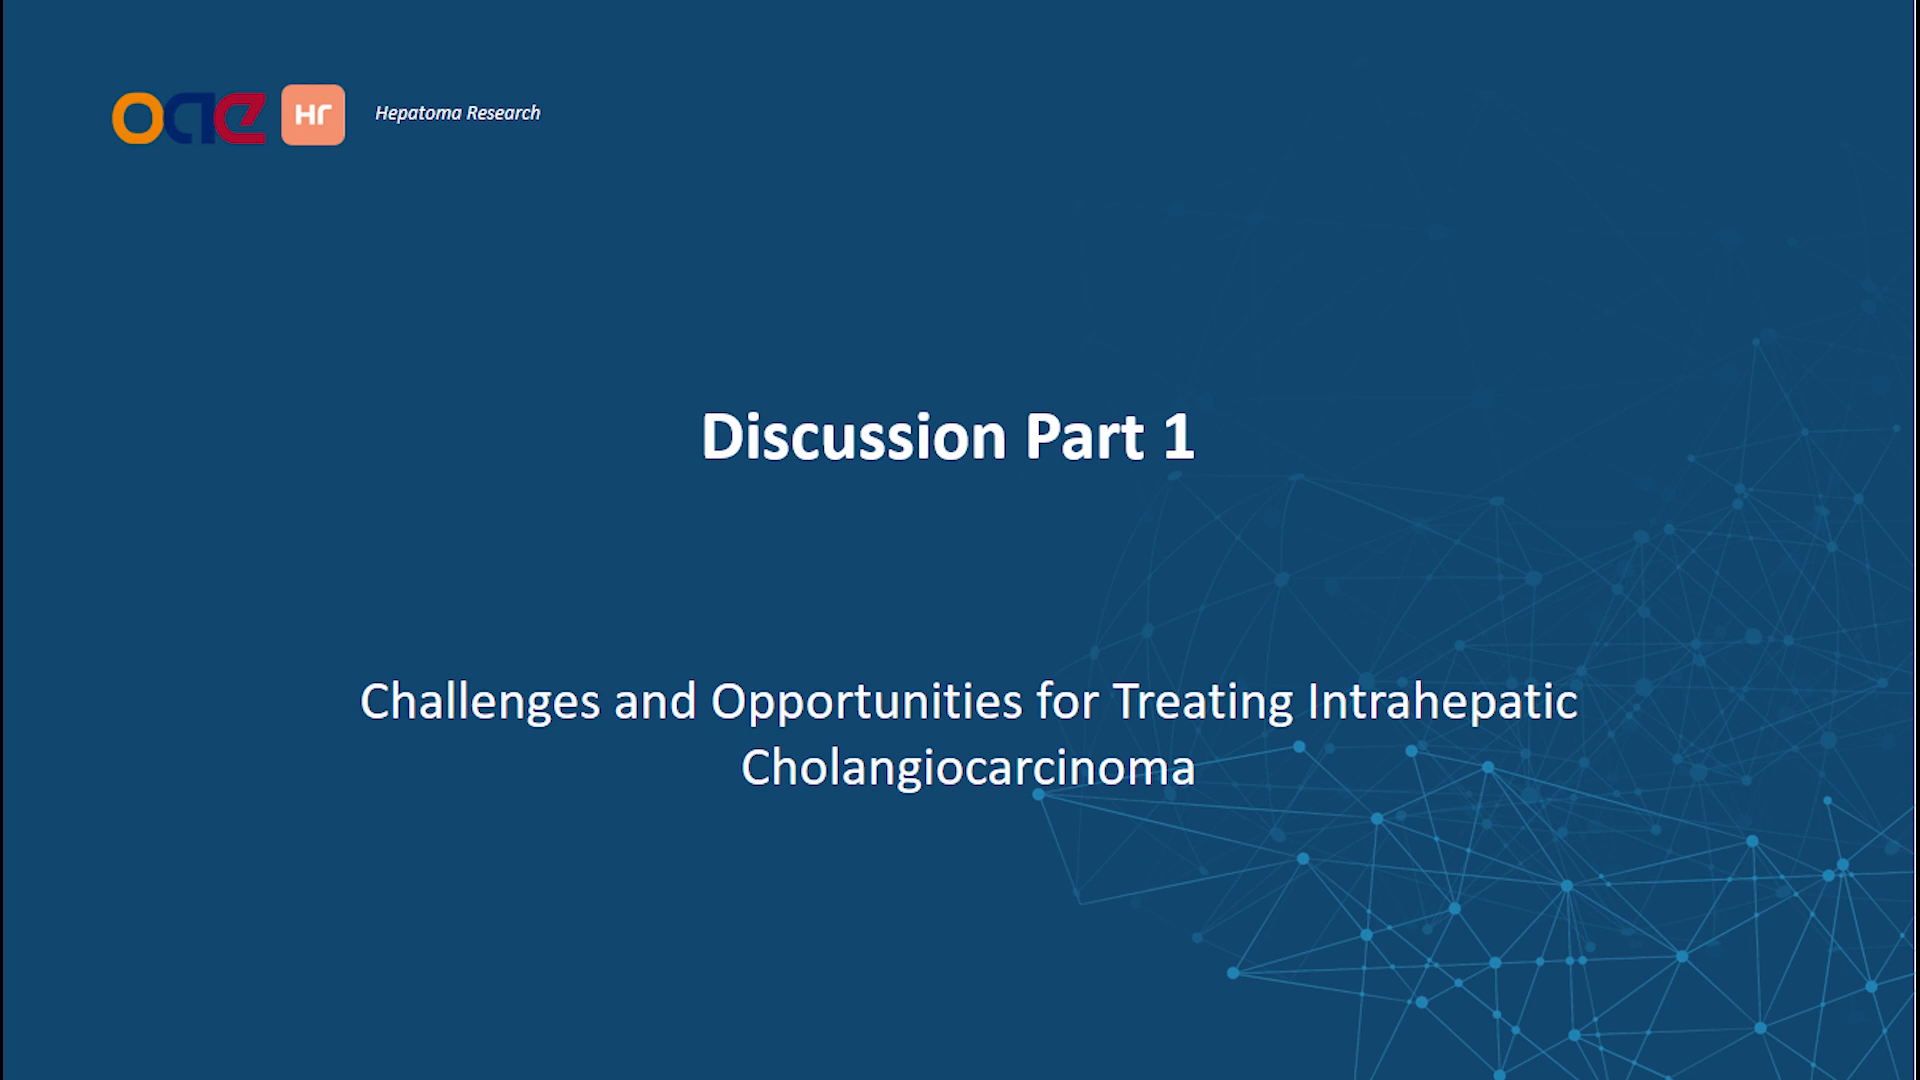 oae Hr Hepatoma Research
Discussion Part 1
Challenges and Opportunities for Treating Intrahepatic
Cholangiocarcinoma